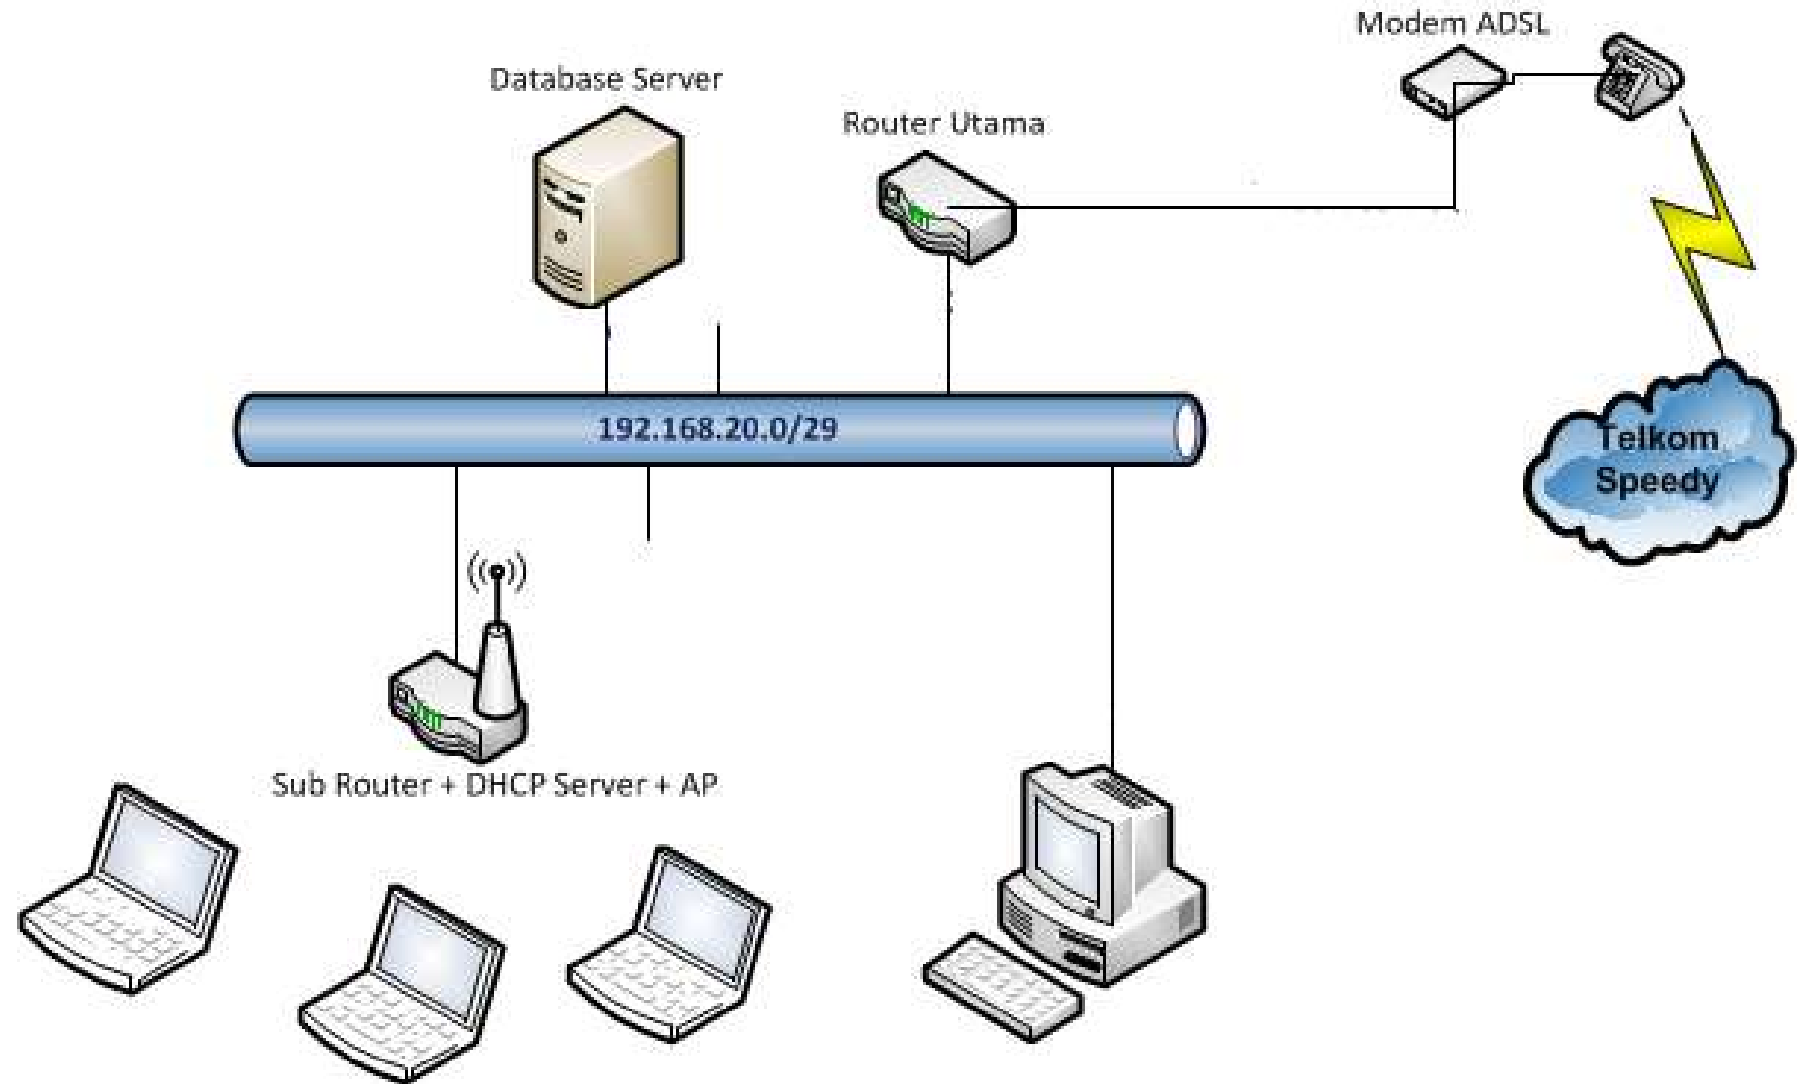 Modem ADSL
Database Server
Router Utama
192.168.20.0/29
Telkom
Speedy
Sub Router + DHCP Server + AP